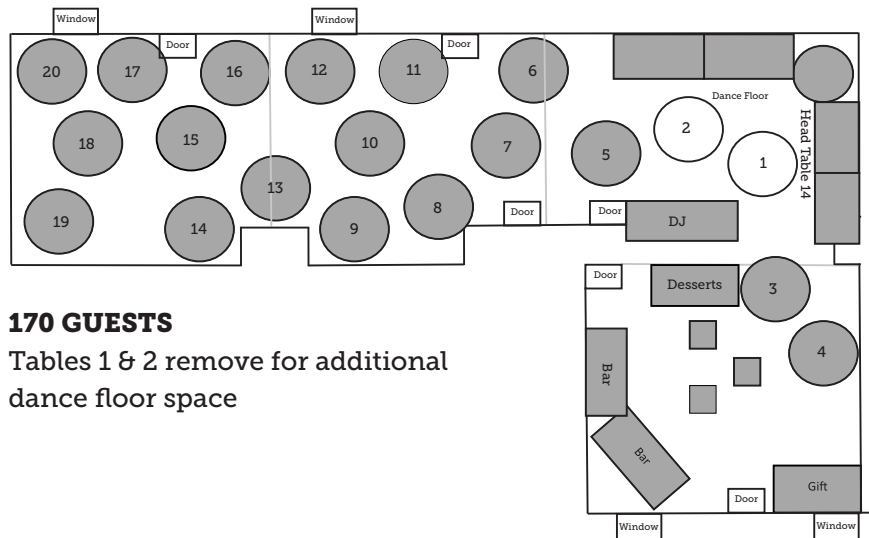 Window
Window
Door
Door
20
17
16
12
11
6
Dance Floor
2
1
Head Table 14
18
15
10
7
5
13
19
14
9
8
Door
Door
DJ
Door
Desserts
3
4
Bar
Bar
Gift
Door
Window
Window
170 GUESTS
Tables 1 & 2 remove for additional
dance floor space